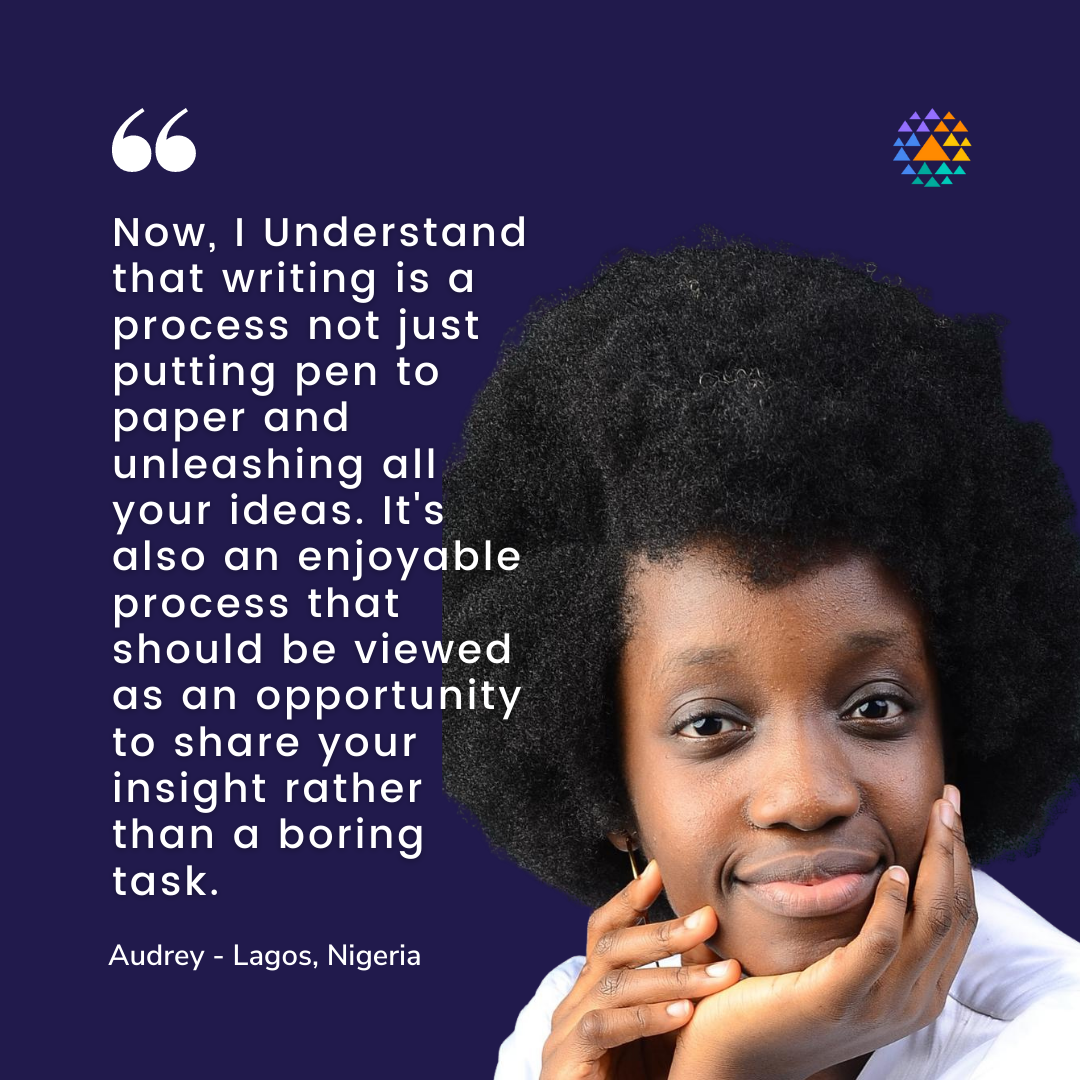 “
Now, I Understand
that writing is a
process not just
putting pen to
paper and
unleashing all
your ideas. It's
also an enjoyable
process that
should be viewed
as an opportunity
to share your
insight rather
than a boring
task.
Audrey - Lagos, Nigeria